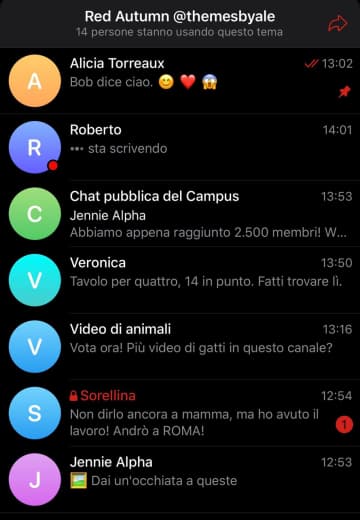 Red Autumn @themesbyale
14 persone stanno usando questo tema
A
Alicia Torreaux
13:02
Bob dice ciao. 😊 ❤️ 😱
R
Roberto
14:01
••• sta scrivendo
C
Chat pubblica del Campus
13:53
Jennie Alpha
Abbiamo appena raggiunto 2.500 membri! W...
V
Veronica
13:50
Tavolo per quattro, 14 in punto. Fatti trovare lì.
V
Video di animali
13:16
Vota ora! Più video di gatti in questo canale?
S
Sorellina
12:54
Non dirlo ancora a mamma, ma ho avuto il
lavoro! Andrò a ROMA!
1
J
Jennie Alpha
12:53
Dai un'occhiata a queste